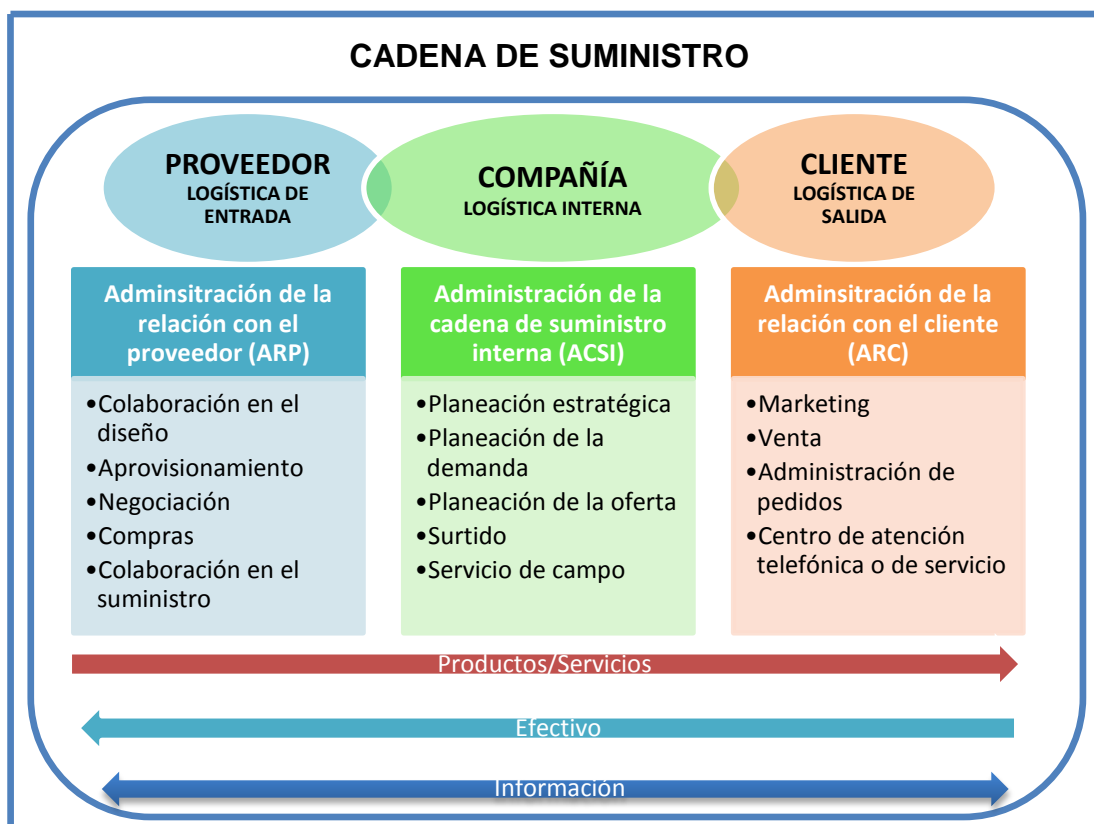 CADENA DE SUMINISTRO
PROVEEDOR
LOGÍSTICA DE
ENTRADA
COMPAÑÍA
LOGÍSTICA INTERNA
CLIENTE
LOGÍSTICA DE
SALIDA
Adminsitración de la
relación con el
proveedor (ARP)
•Colaboración en el
diseño
•Aprovisionamiento
•Negociación
•Compras
•Colaboración en el
suministro
Administración de la
cadena de suministro
interna (ACSI)
•Planeación estratégica
•Planeación de la
demanda
•Planeación de la oferta
•Surtido
•Servicio de campo
Adminsitración de la
relación con el cliente
(ARC)
•Marketing
•Venta
•Administración de
pedidos
•Centro de atención
telefónica o de servicio
Productos/Servicios
Efectivo
Información